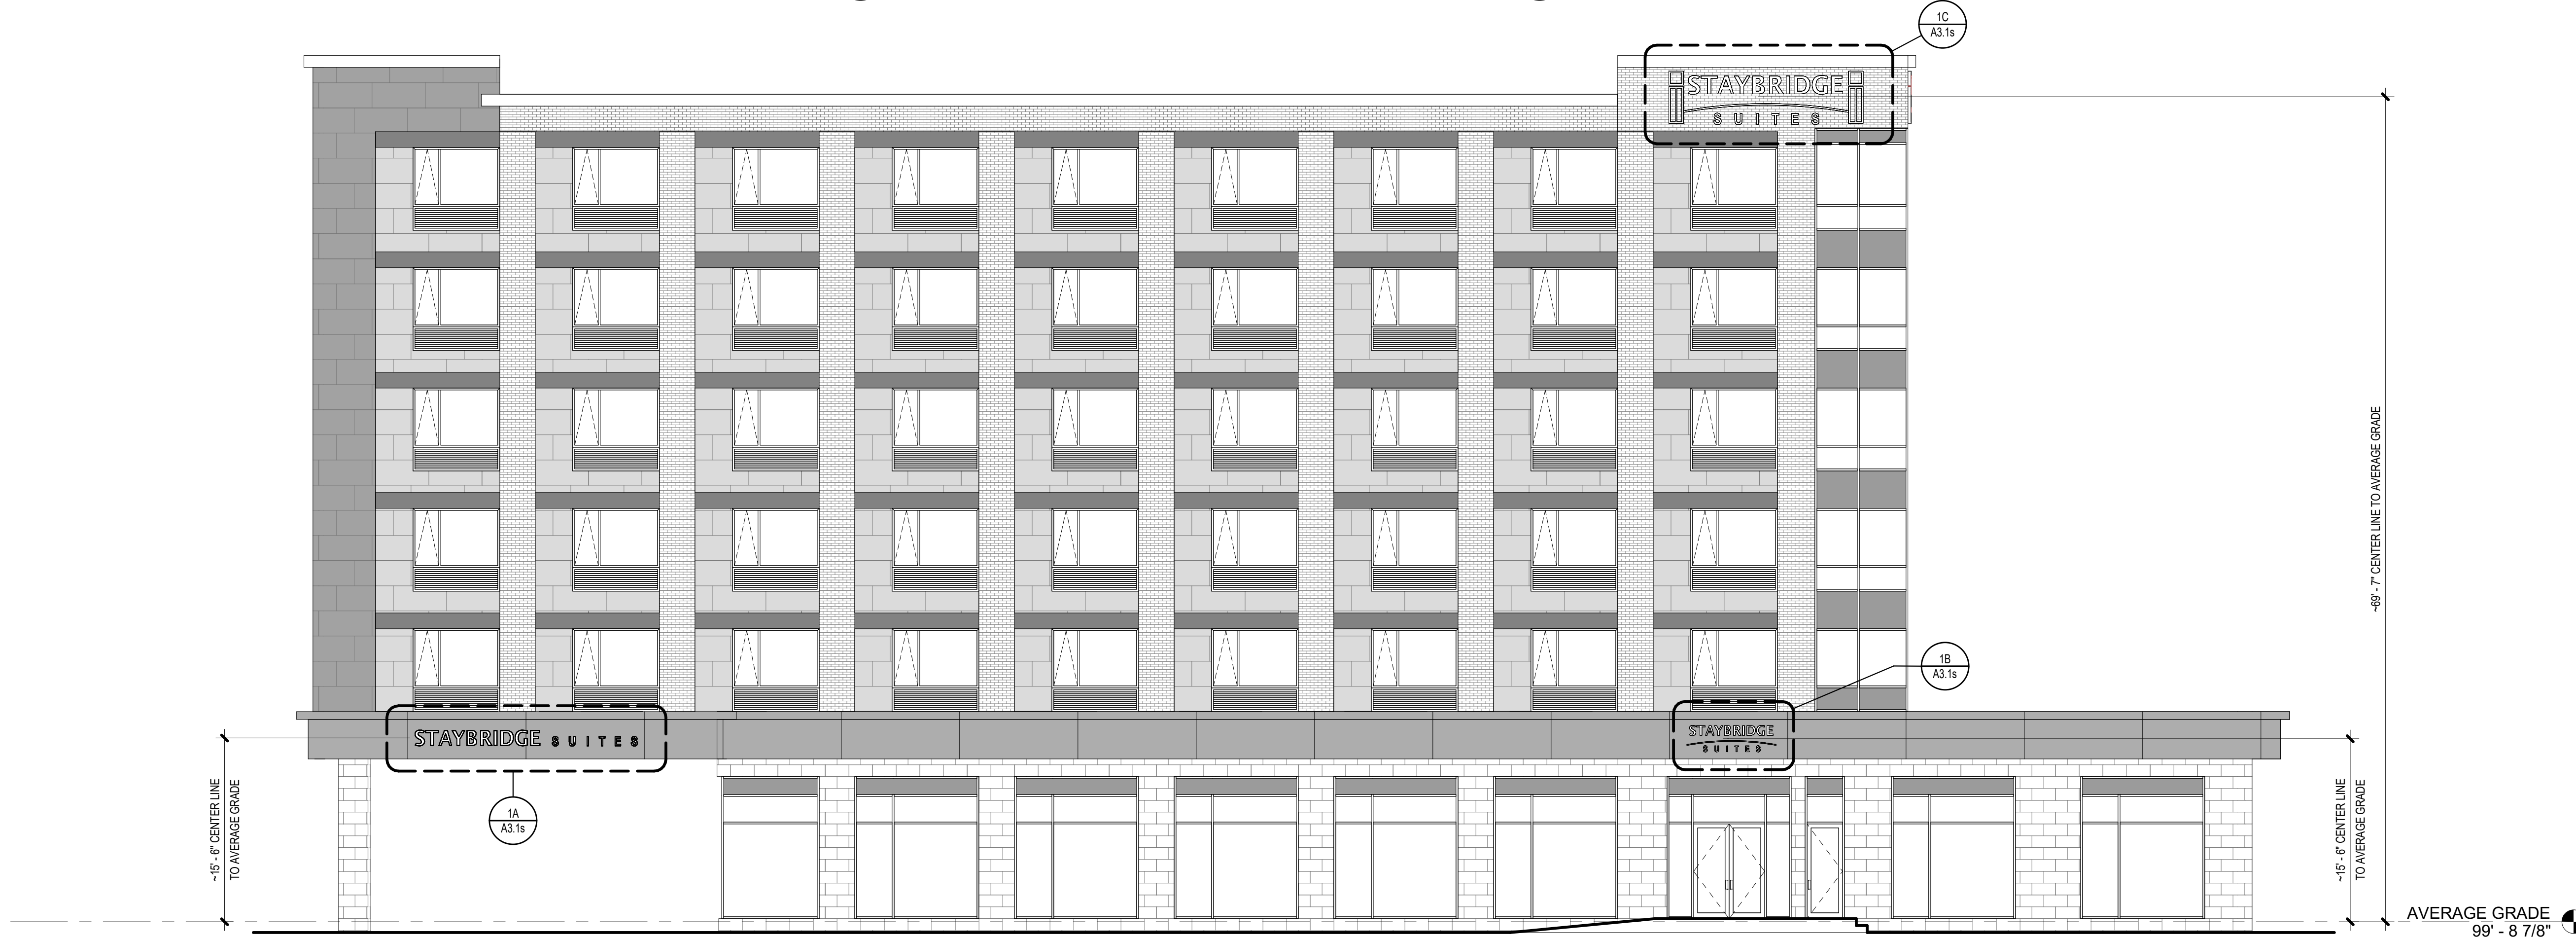 1C
A3.1s
STAYBRIDGE
SUITES
~69' - 7" CENTER LINE TO AVERAGE GRADE
1B
A3.1s
STAYBRIDGE
SUITES
STAYBRIDGE SUITES
1A
A3.1s
~15' - 6" CENTER LINE
TO AVERAGE GRADE
~15' - 6" CENTER LINE
TO AVERAGE GRADE
AVERAGE GRADE
99' - 8 7/8"